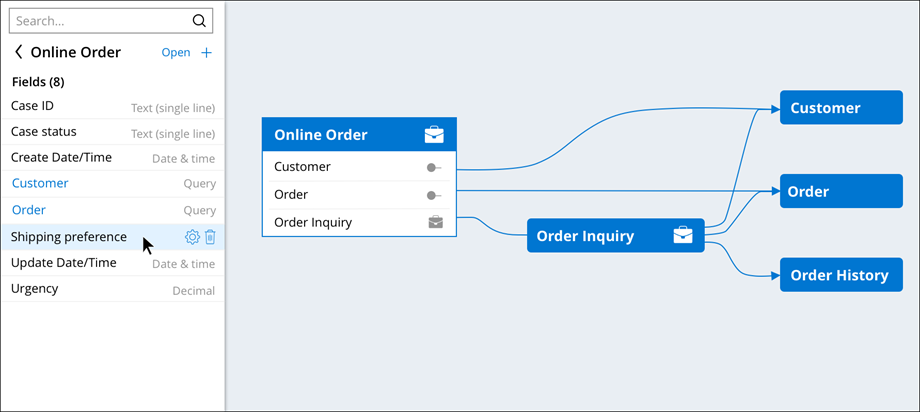 Search...
Online Order Open +
Fields (8)
Case ID Text (single line)
Case status Text (single line)
Create Date/Time Date & time
Customer Query
Order Query
Shipping preference
Update Date/Time Date & time
Urgency Decimal
Online Order
Customer
Order
Order Inquiry
Order Inquiry
Customer
Order
Order History